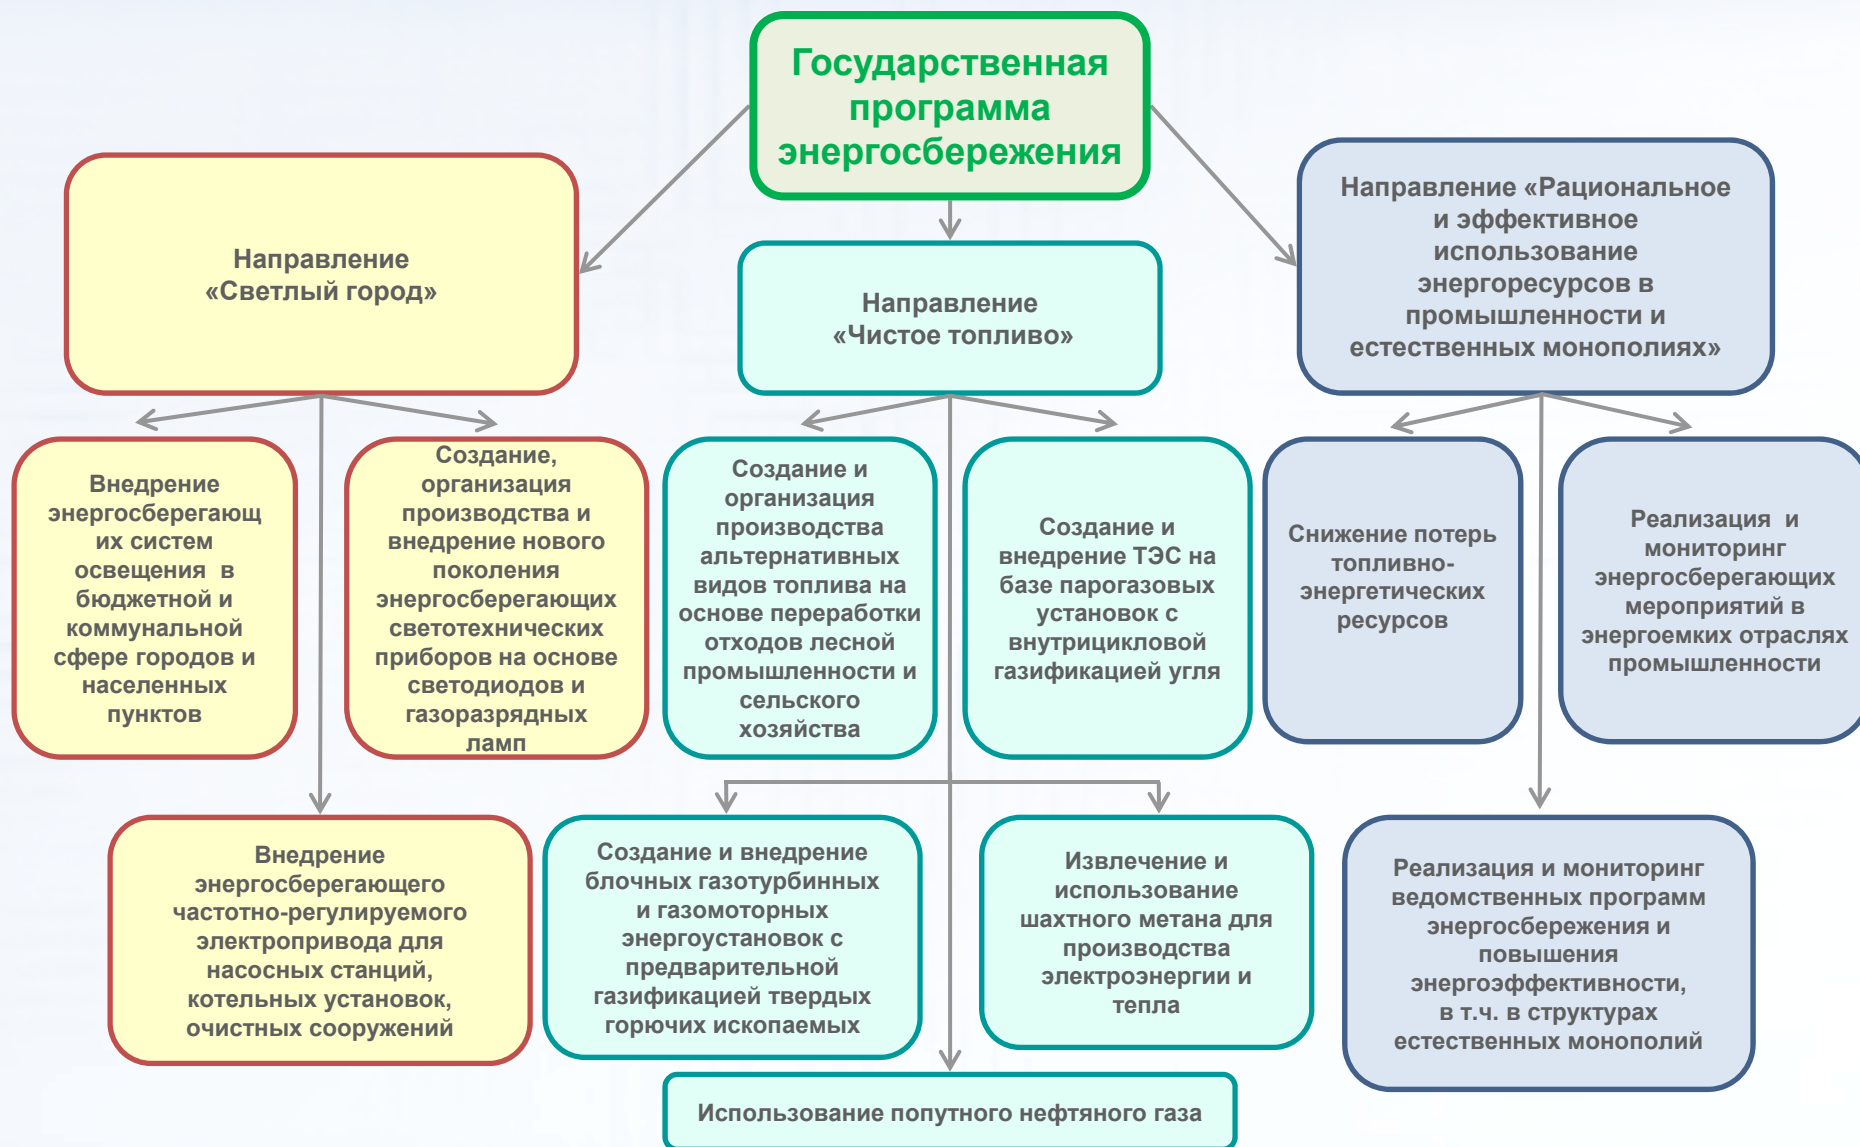 Государственная
программа
энергосбережения
Направление
«Светлый город»
Направление
«Чистое топливо»
Направление «Рациональное
и эффективное
использование
энергоресурсов в
промышленности и
естественных монополиях»
Внедрение
энергосберегающ
их систем
освещения в
бюджетной и
коммунальной
сфере городов и
населенных
пунктов
Создание,
организация
производства и
внедрение нового
поколения
энергосберегающих
светотехнических
приборов на основе
светодиодов и
газоразрядных
ламп
Создание и
организация
производства
альтернативных
видов топлива на
основе переработки
отходов лесной
промышленности и
сельского
хозяйства
Создание и
внедрение ТЭС на
базе парогазовых
установок с
внутрицикловой
газификацией угля
Снижение потерь
топливно-
энергетических
ресурсов
Реализация и
мониторинг
энергосберегающих
мероприятий в
энергоемких отраслях
промышленности
Внедрение
энергосберегающего
частотно-регулируемого
электропривода для
насосных станций,
котельных установок,
очистных сооружений
Создание и внедрение
блочных газотурбинных
и газомоторных
энергоустановок с
предварительной
газификацией твердых
горючих ископаемых
Извлечение и
использование
шахтного метана для
производства
электроэнергии и
тепла
Реализация и мониторинг
ведомственных программ
энергосбережения и
повышения
энергоэффективности,
в т.ч. в структурах
естественных монополий
Использование попутного нефтяного газа